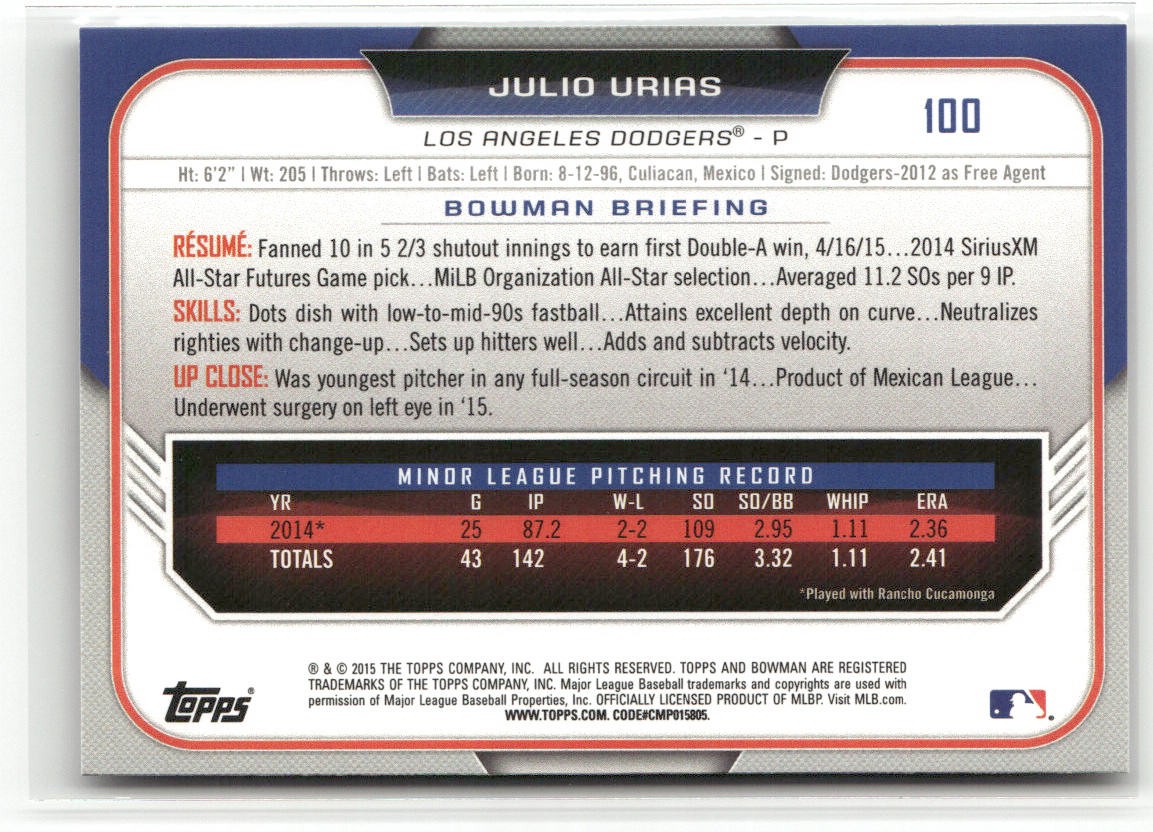 JULIO URIAS
100
LOS ANGELES DODGERS® - P
Ht: 6'2" | Wt: 205 | Throws: Left | Bats: Left | Born: 8-12-96, Culiacan, Mexico | Signed: Dodgers-2012 as Free Agent
BOWMAN BRIEFING
RÉSUMÉ: Fanned 10 in 5 2/3 shutout innings to earn first Double-A win, 4/16/15...2014 SiriusXM
All-Star Futures Game pick...MiLB Organization All-Star selection...Averaged 11.2 SOs per 9 IP.
SKILLS: Dots dish with low-to-mid-90s fastball...Attains excellent depth on curve...Neutralizes
righties with change-up...Sets up hitters well...Adds and subtracts velocity.
UP CLOSE: Was youngest pitcher in any full-season circuit in '14...Product of Mexican League...
Underwent surgery on left eye in '15.
MINOR LEAGUE PITCHING RECORD
YR G IP W-L SO SO/BB WHIP ERA
2014* 25 87.2 2-2 109 2.95 1.11 2.36
TOTALS 43 142 4-2 176 3.32 1.11 2.41
*Played with Rancho Cucamonga
® & © 2015 THE TOPPS COMPANY, INC. ALL RIGHTS RESERVED. TOPPS AND BOWMAN ARE REGISTERED
TRADEMARKS OF THE TOPPS COMPANY, INC. Major League Baseball trademarks and copyrights are used with
permission of Major League Baseball Properties, Inc. OFFICIALLY LICENSED PRODUCT OF MLBP. Visit MLB.com.
WWW.TOPPS.COM. CODE#CMP015805.
Topps®